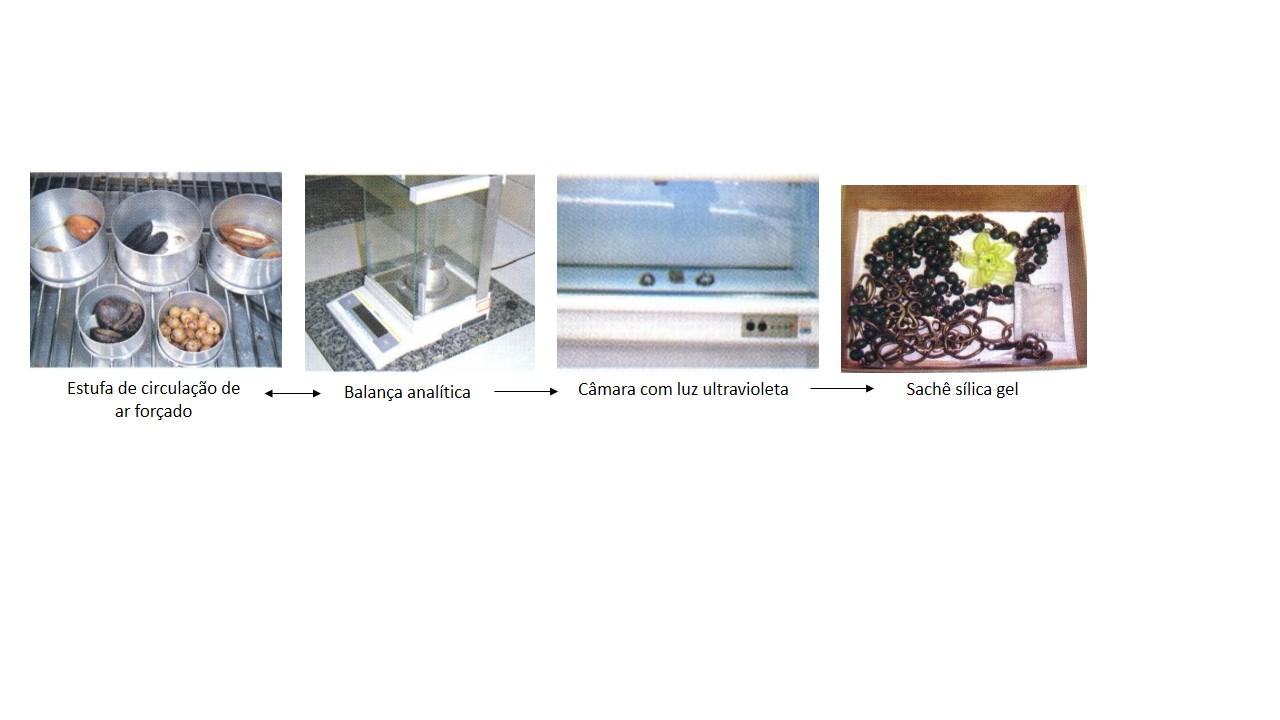 Estufa de circulação de
ar forçado
Balança analítica
Câmara com luz ultravioleta
Sachê sílica gel